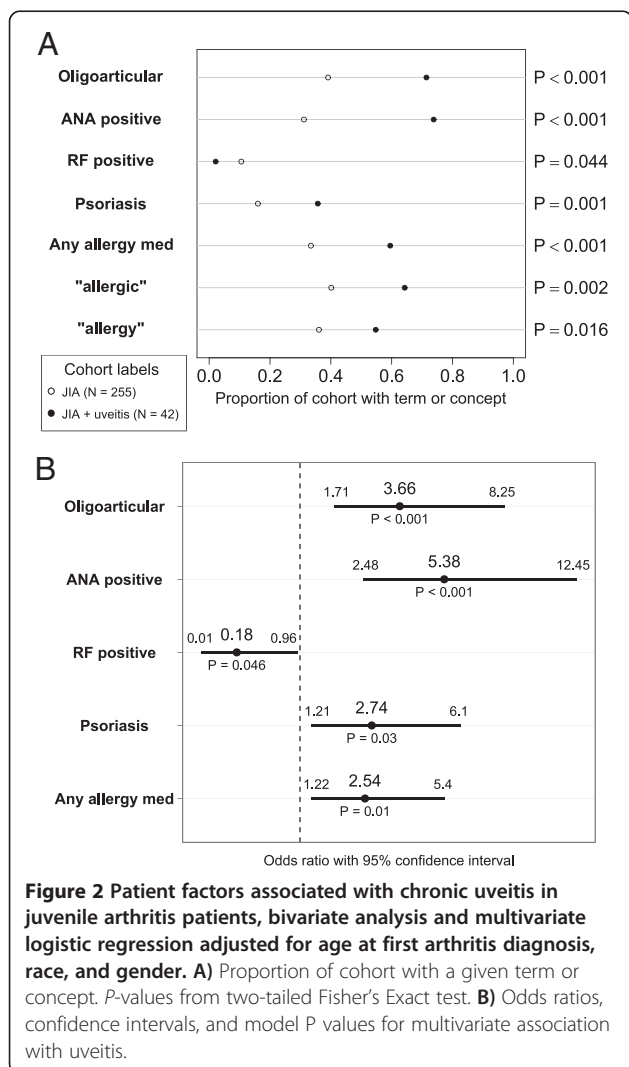 A
Oligoarticular P < 0.001
ANA positive P < 0.001
RF positive P = 0.044
Psoriasis P = 0.001
Any allergy med P < 0.001
"allergic" P = 0.002
"allergy" P = 0.016
Cohort labels
JIA (N = 255)
JIA + uveitis (N = 42)
0.0 0.2 0.4 0.6 0.8 1.0
Proportion of cohort with term or concept
B
Oligoarticular 1.71 3.66 8.25
P < 0.001
ANA positive 2.48 5.38 12.45
P < 0.001
RF positive 0.01 0.18 0.96
P = 0.046
Psoriasis 1.21 2.74 6.1
P = 0.03
Any allergy med 1.22 2.54 5.4
P = 0.01
Odds ratio with 95% confidence interval
Figure 2 Patient factors associated with chronic uveitis in
juvenile arthritis patients, bivariate analysis and multivariate
logistic regression adjusted for age at first arthritis diagnosis,
race, and gender. A) Proportion of cohort with a given term or
concept. P-values from two-tailed Fisher's Exact test. B) Odds ratios,
confidence intervals, and model P values for multivariate association
with uveitis.